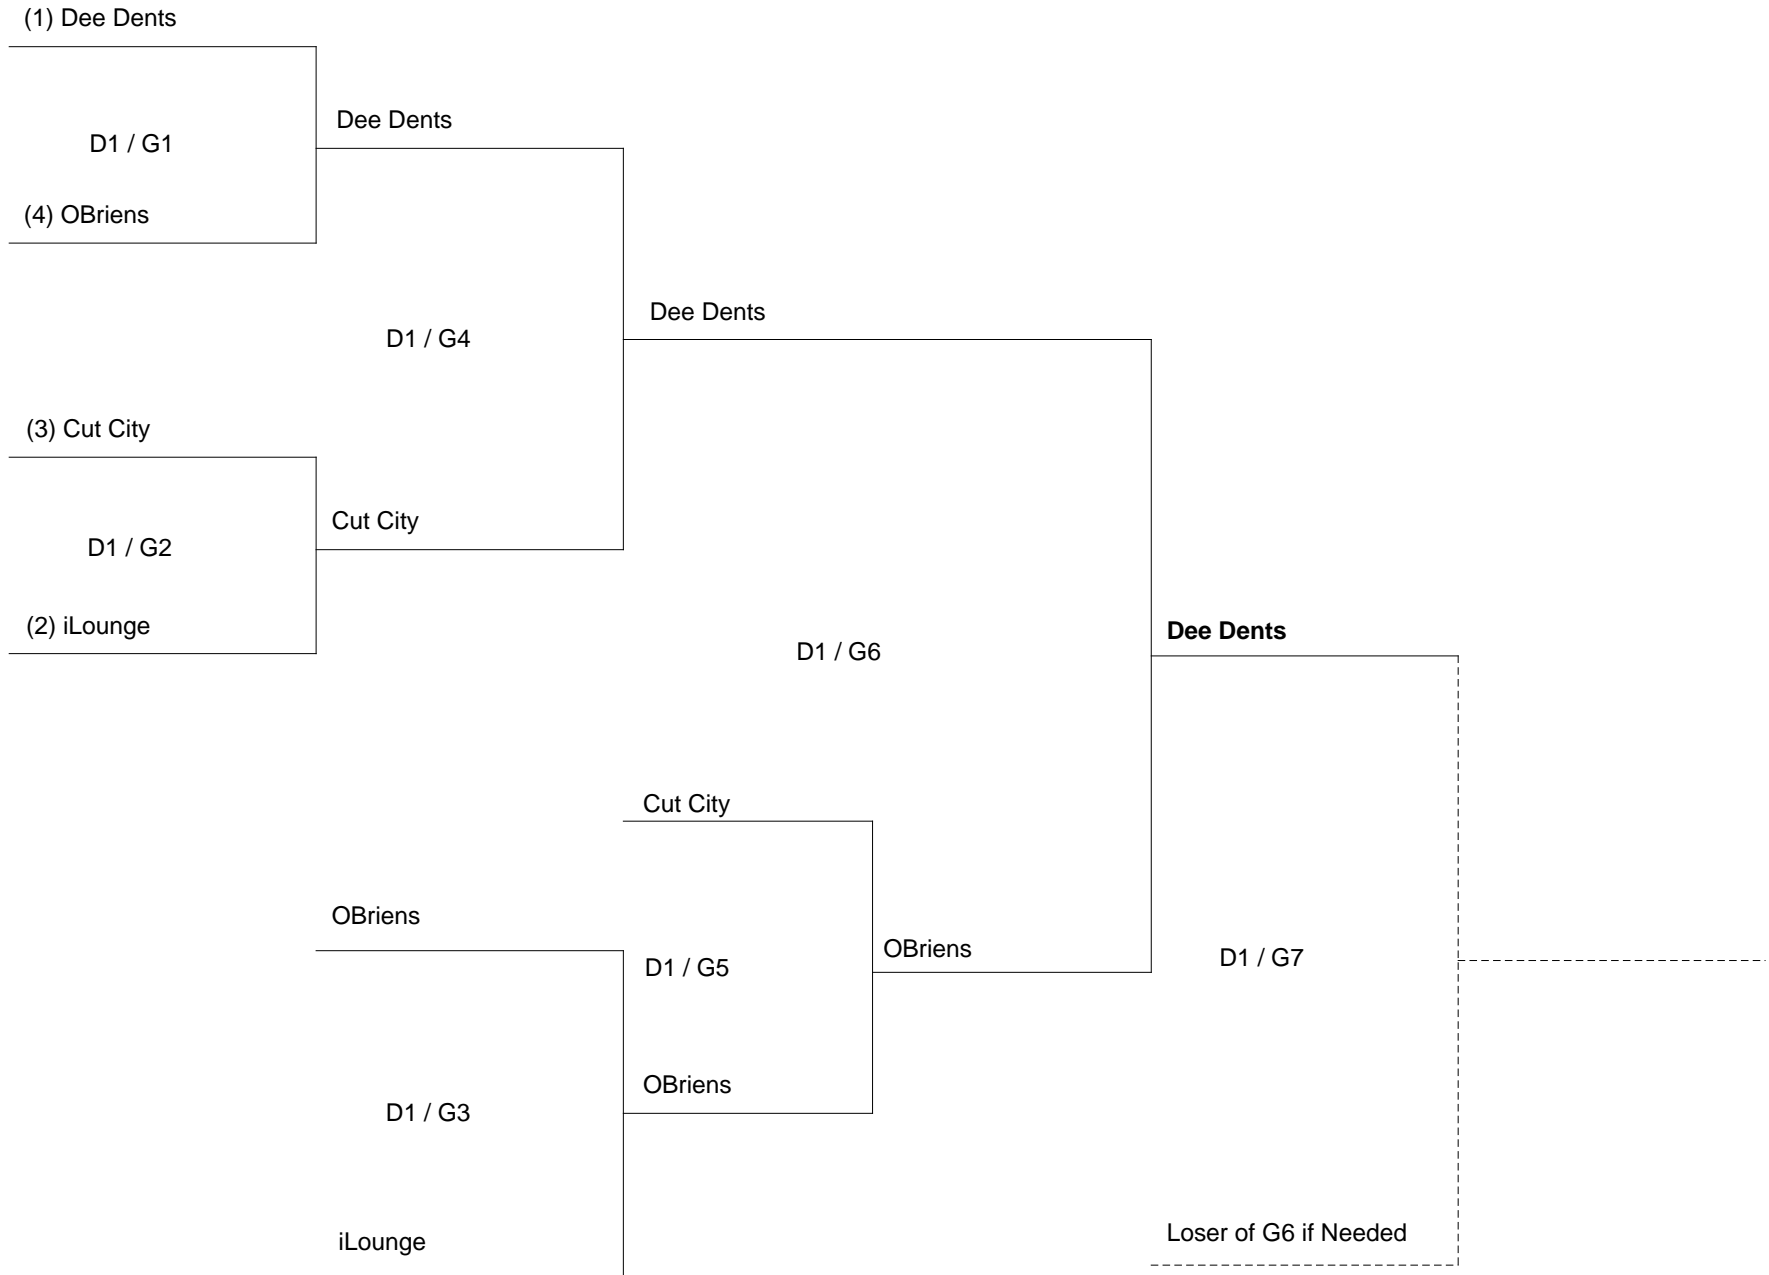 (1) Dee Dents
Dee Dents
D1 / G1
(4) OBriens
Dee Dents
D1 / G4
(3) Cut City
Cut City
D1 / G2
(2) iLounge
Dee Dents
D1 / G6
Cut City
OBriens
OBriens
D1 / G5
D1 / G7
OBriens
D1 / G3
Loser of G6 if Needed
iLounge